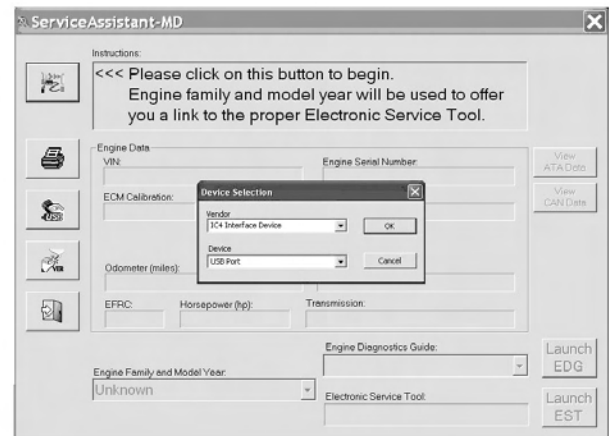 ServiceAssistant-MD
Instructions:
<<< Please click on this button to begin.
Engine family and model year will be used to offer
you a link to the proper Electronic Service Tool.
Engine Data
VIN:
Engine Serial Number:
View
ATA Data
ECM Calibration:
View
CAN Data
Device Selection
Vendor
IC4 Interface Device
OK
Device
USB Port
Cancel
Odometer (miles):
EFRC:
Horsepower (hp):
Transmission:
Engine Diagnostics Guide:
Launch
EDG
Engine Family and Model Year:
Unknown
Electronic Service Tool:
Launch
EST